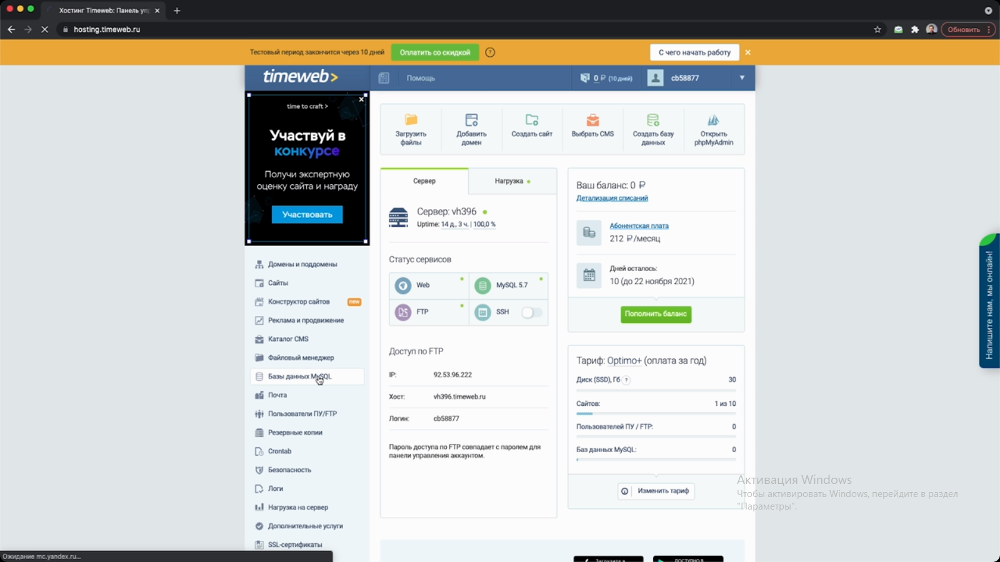 Хостинг Timeweb: Панель упр
hosting.timeweb.ru
Обновить
Тестовый период закончится через 10 дней
Оплатить со скидкой
?
С чего начать работу
timeweb>
Помощь
0 ₽ (10 дней)
cb58877
time to craft >
Участвуй в
конкурсе
Получи экспертную
оценку сайта и награду
Участвовать
Загрузить
файлы
Добавить
домен
Создать сайт
Выбрать CMS
Создать базу
данных
Открыть
phpMyAdmin
Домены и поддомены
Сайты
Конструктор сайтов
new
Реклама и продвижение
Каталог CMS
Файловый менеджер
Базы данных MySQL
Почта
Пользователи ПУ/FTP
Резервные копии
Crontab
Безопасность
Логи
Нагрузка на сервер
Дополнительные услуги
SSL-сертификаты
Сервер
Нагрузка
Сервер: vh396
Uptime: 14 д., 3 ч. | 100,0 %
Статус сервисов
Web
MySQL 5.7
FTP
SSH
Доступ по FTP
IP: 92.53.96.222
Хост: vh396.timeweb.ru
Логин: cb58877
Пароль доступа по FTP совпадает с паролем для
панели управления аккаунтом.
Ваш баланс: 0 ₽
Детализация списаний
Абонентская плата
212 ₽/месяц
Дней осталось:
10 (до 22 ноября 2021)
Пополнить баланс
Тариф: Optimo+ (оплата за год)
Диск (SSD), Гб ? 30
Сайтов: 1 из 10
Пользователей ПУ / FTP: 0
Баз данных MySQL: 0
Изменить тариф
Напишите нам, мы онлайн!
Активация Windows
Чтобы активировать Windows, перейдите в раздел
"Параметры".
Загрузите в
ДОСТУПНО В
Ожидание mc.yandex.ru...